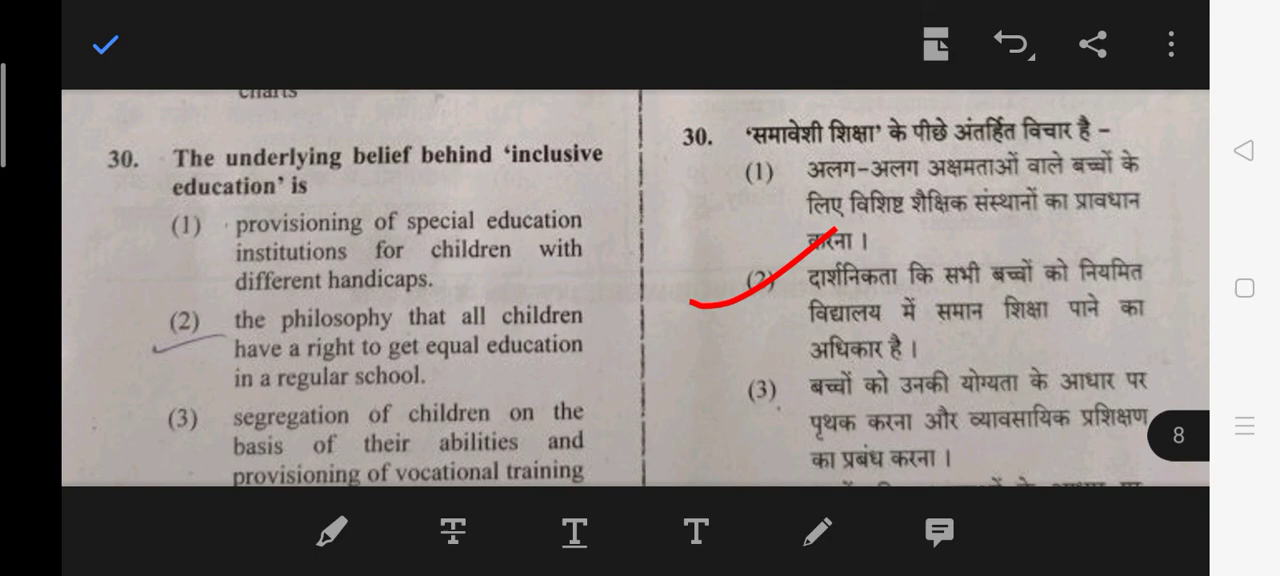 charts
30. The underlying belief behind 'inclusive
education' is
(1) provisioning of special education
institutions for children with
different handicaps.
(2) the philosophy that all children
have a right to get equal education
in a regular school.
(3) segregation of children on the
basis of their abilities and
provisioning of vocational training
30. 'समावेशी शिक्षा' के पीछे अंतर्हित विचार है –
(1) अलग-अलग अक्षमताओं वाले बच्चों के
लिए विशिष्ट शैक्षिक संस्थानों का प्रावधान
करना ।
(2) दार्शनिकता कि सभी बच्चों को नियमित
विद्यालय में समान शिक्षा पाने का
अधिकार है ।
(3) बच्चों को उनकी योग्यता के आधार पर
पृथक करना और व्यावसायिक प्रशिक्षण
का प्रबंध करना ।
8
T T T